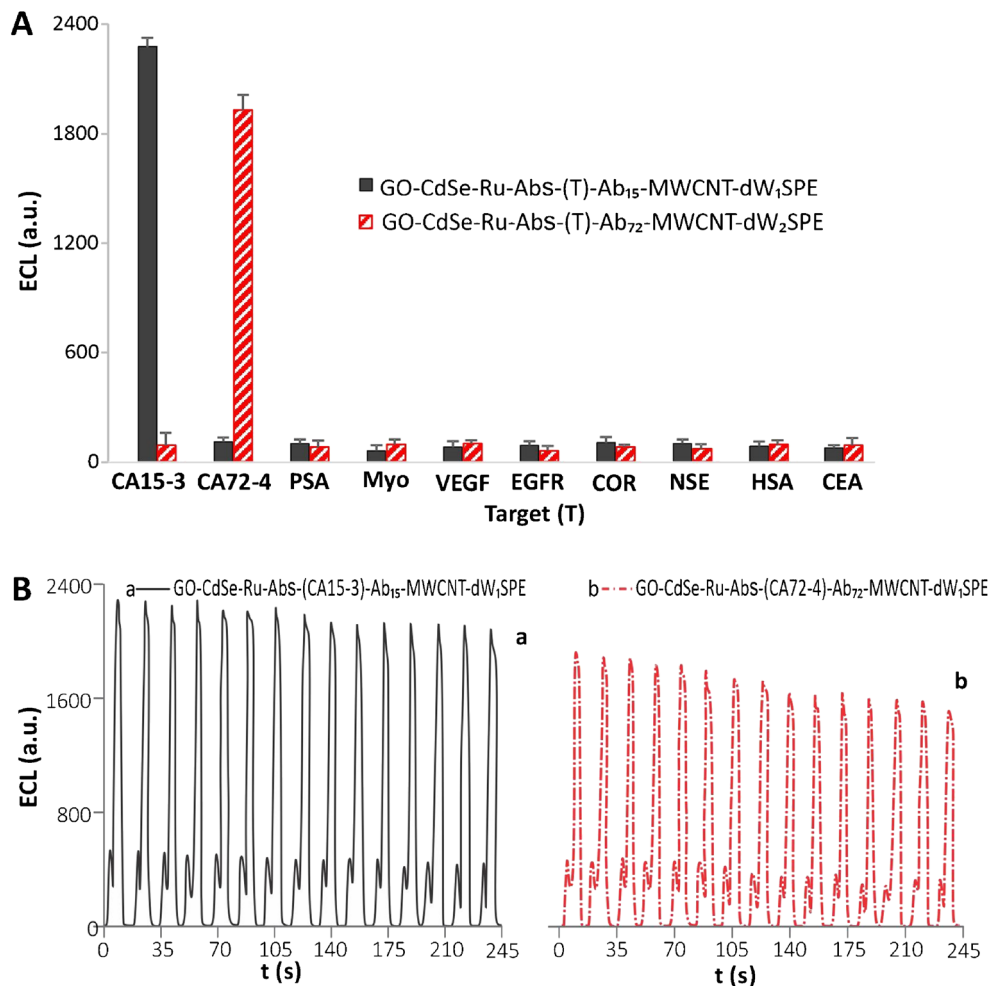 A
2400
1800
1200
600
0
ECL (a.u.)
GO-CdSe-Ru-Abs-(T)-Ab₁₅-MWCNT-dW₁SPE
GO-CdSe-Ru-Abs-(T)-Ab₇₂-MWCNT-dW₂SPE
CA15-3 CA72-4 PSA Myo VEGF EGFR COR NSE HSA CEA
Target (T)
B
a GO-CdSe-Ru-Abs-(CA15-3)-Ab₁₅-MWCNT-dW₁SPE
2400
1600
800
0
ECL (a.u.)
a
0 35 70 105 140 175 210 245
t (s)
b GO-CdSe-Ru-Abs-(CA72-4)-Ab₇₂-MWCNT-dW₁SPE
b
0 35 70 105 140 175 210 245
t (s)